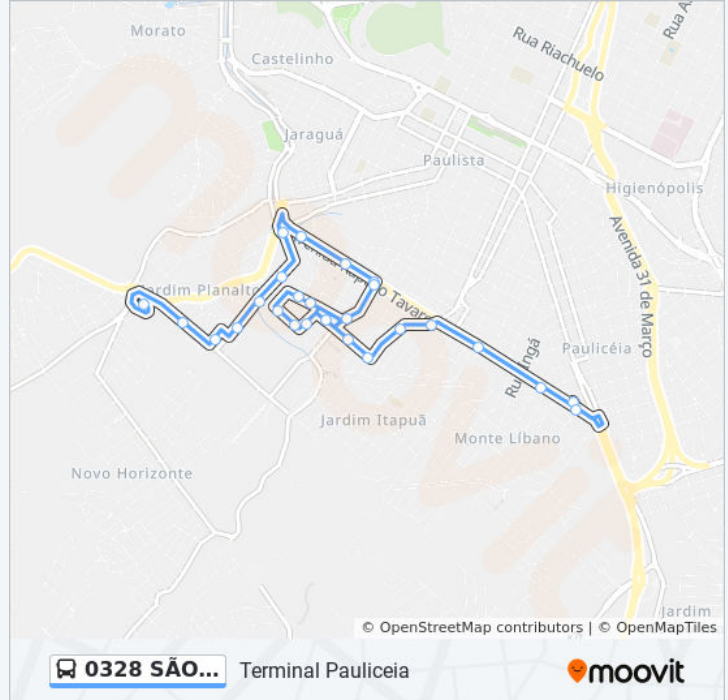 Morato
Castelinho
Rua Riachuelo
Jaraguá
Paulista
Higienópolis
Jardim Planalto
Avenida 31 de Março
Paulicéia
Jardim Itapuã
Monte Líbano
Novo Horizonte
Jardim
© OpenStreetMap contributors | © OpenMapTiles
0328 SÃO...
Terminal Pauliceia
moovit